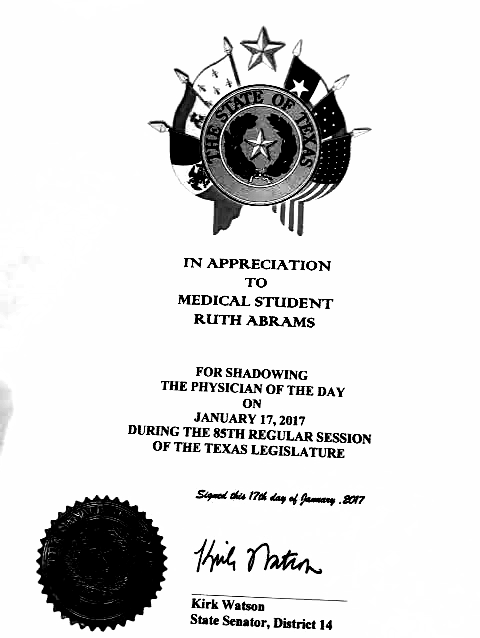 THE STATE OF TEXAS
IN APPRECIATION
TO
MEDICAL STUDENT
RUTH ABRAMS
FOR SHADOWING
THE PHYSICIAN OF THE DAY
ON
JANUARY 17, 2017
DURING THE 85TH REGULAR SESSION
OF THE TEXAS LEGISLATURE
Signed this 17th day of January , 2017
Kirk Watson
Kirk Watson
State Senator, District 14